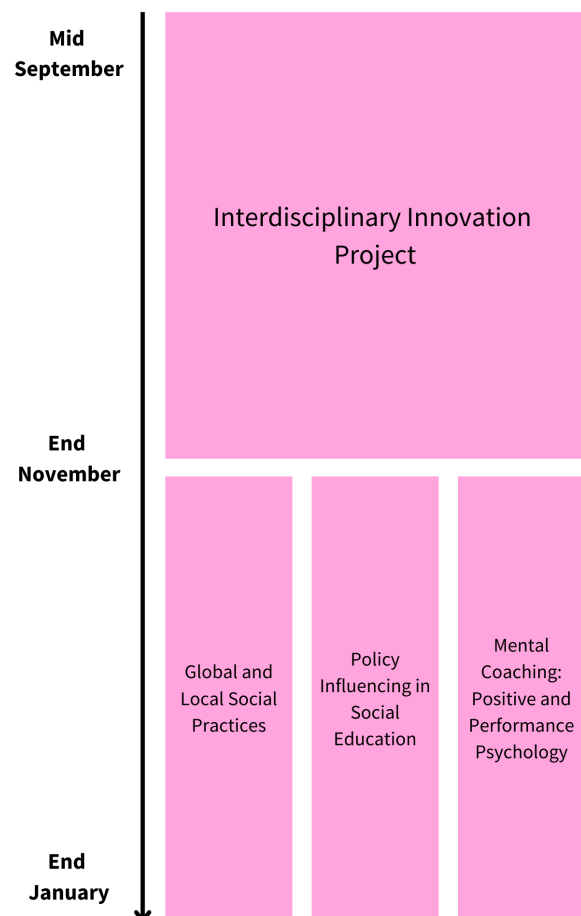 Mid
September
Interdisciplinary Innovation
Project
End
November
Global and
Local Social
Practices
Policy
Influencing in
Social
Education
Mental
Coaching:
Positive and
Performance
Psychology
End
January